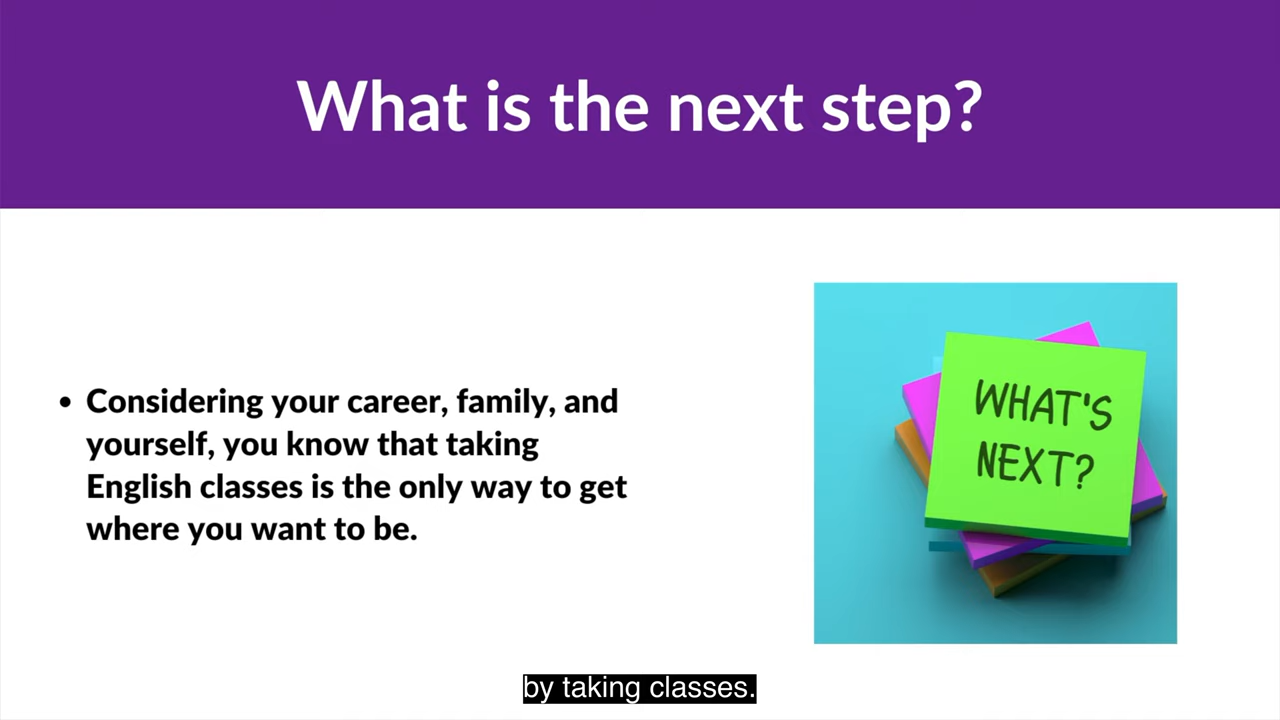 What is the next step?
• Considering your career, family, and
yourself, you know that taking
English classes is the only way to get
where you want to be.
WHAT'S
NEXT?
by taking classes.